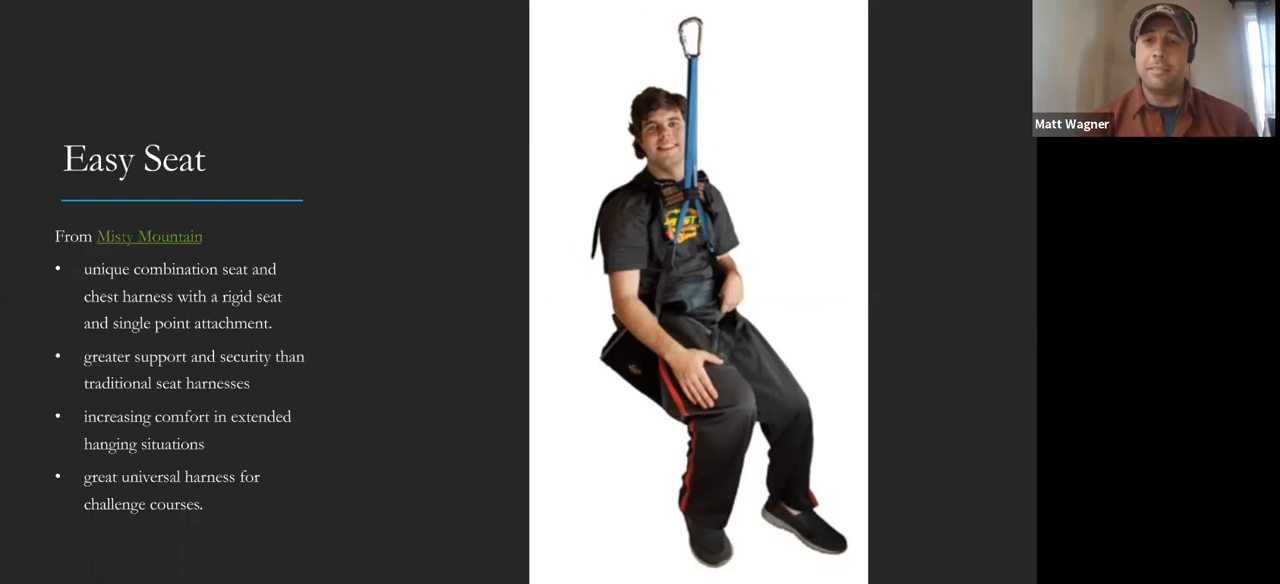 Easy Seat
From Misty Mountain
• unique combination seat and
chest harness with a rigid seat
and single point attachment.
• greater support and security than
traditional seat harnesses
• increasing comfort in extended
hanging situations
• great universal harness for
challenge courses.
Matt Wagner